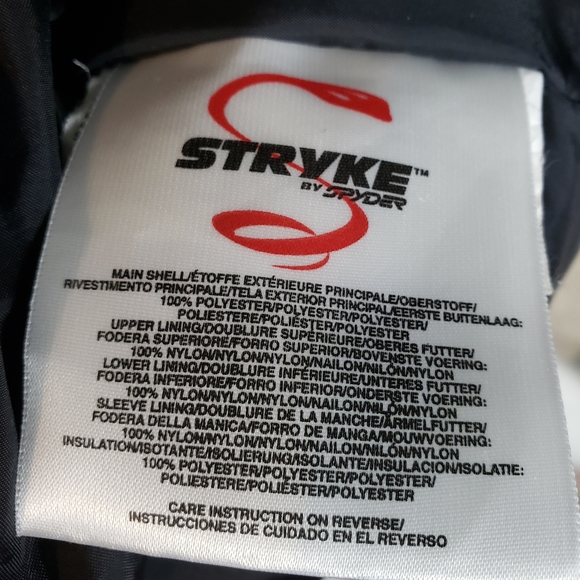 STRYKE™
BY SPYDER
MAIN SHELL/ÉTOFFE EXTÉRIEURE PRINCIPALE/OBERSTOFF/
RIVESTIMENTO PRINCIPALE/TELA EXTERIOR PRINCIPAL/EERSTE BUITENLAAG:
100% POLYESTER/POLYESTER/POLYESTER/
POLIESTERE/POLIÉSTER/POLYESTER
UPPER LINING/DOUBLURE SUPÉRIEURE/OBERES FUTTER/
FODERA SUPERIORE/FORRO SUPERIOR/BOVENSTE VOERING:
100% NYLON/NYLON/NYLON/NAILON/NILÓN/NYLON
LOWER LINING/DOUBLURE INFÉRIEURE/UNTERES FUTTER/
FODERA INFERIORE/FORRO INFERIOR/ONDERSTE VOERING:
100% NYLON/NYLON/NYLON/NAILON/NILÓN/NYLON
SLEEVE LINING/DOUBLURE DE LA MANCHE/ÄRMELFUTTER/
FODERA DELLA MANICA/FORRO DE MANGA/MOUWVOERING:
100% NYLON/NYLON/NYLON/NAILON/NILÓN/NYLON
INSULATION/ISOTANTE/ISOLIERUNG/ISOLANTE/INSULACION/ISOLATIE:
100% POLYESTER/POLYESTER/POLYESTER/
POLIESTERE/POLIÉSTER/POLYESTER
CARE INSTRUCTION ON REVERSE/
INSTRUCCIONES DE CUIDADO EN EL REVERSO